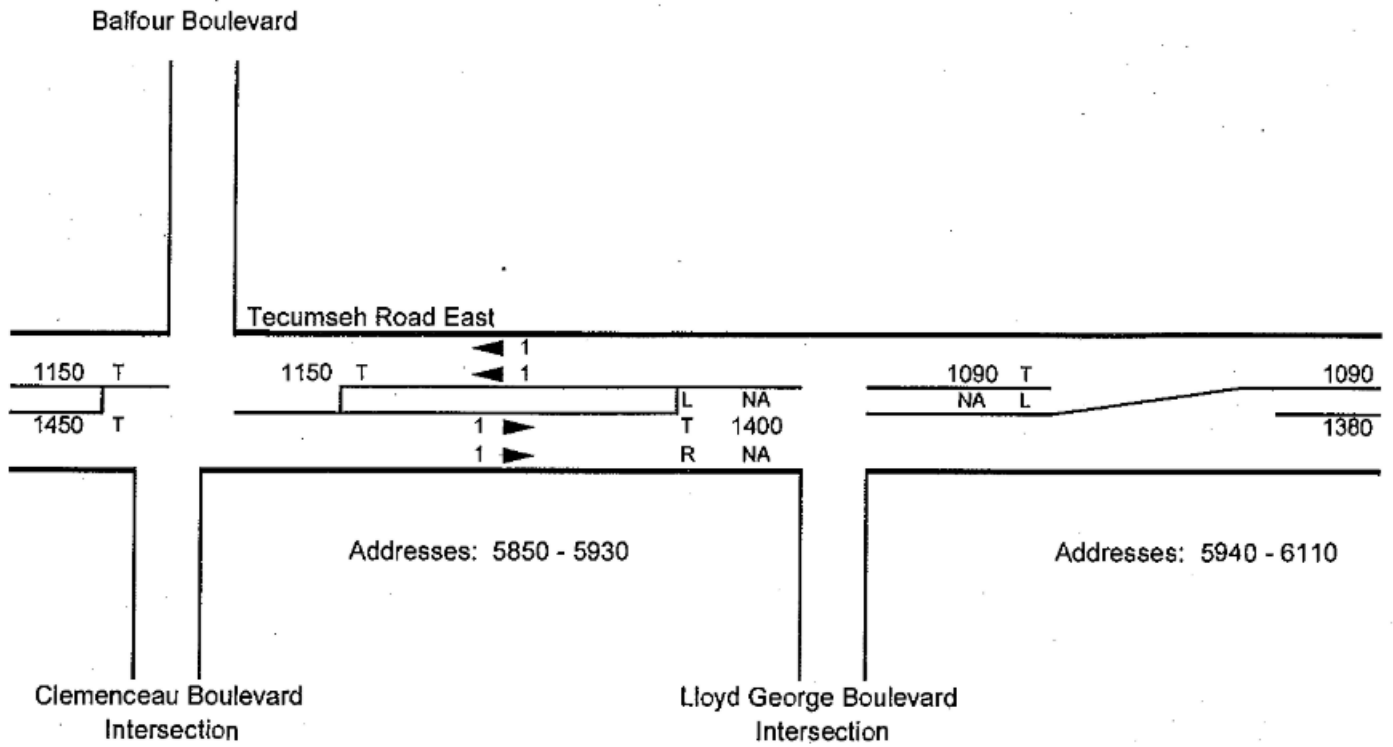 Balfour Boulevard
Tecumseh Road East
1
1150 T
1150 T
1
1090 T
1090
L NA
NA L
1450 T
1
T 1400
1380
1
R NA
Addresses: 5850 - 5930
Addresses: 5940 - 6110
Clemenceau Boulevard
Intersection
Lloyd George Boulevard
Intersection